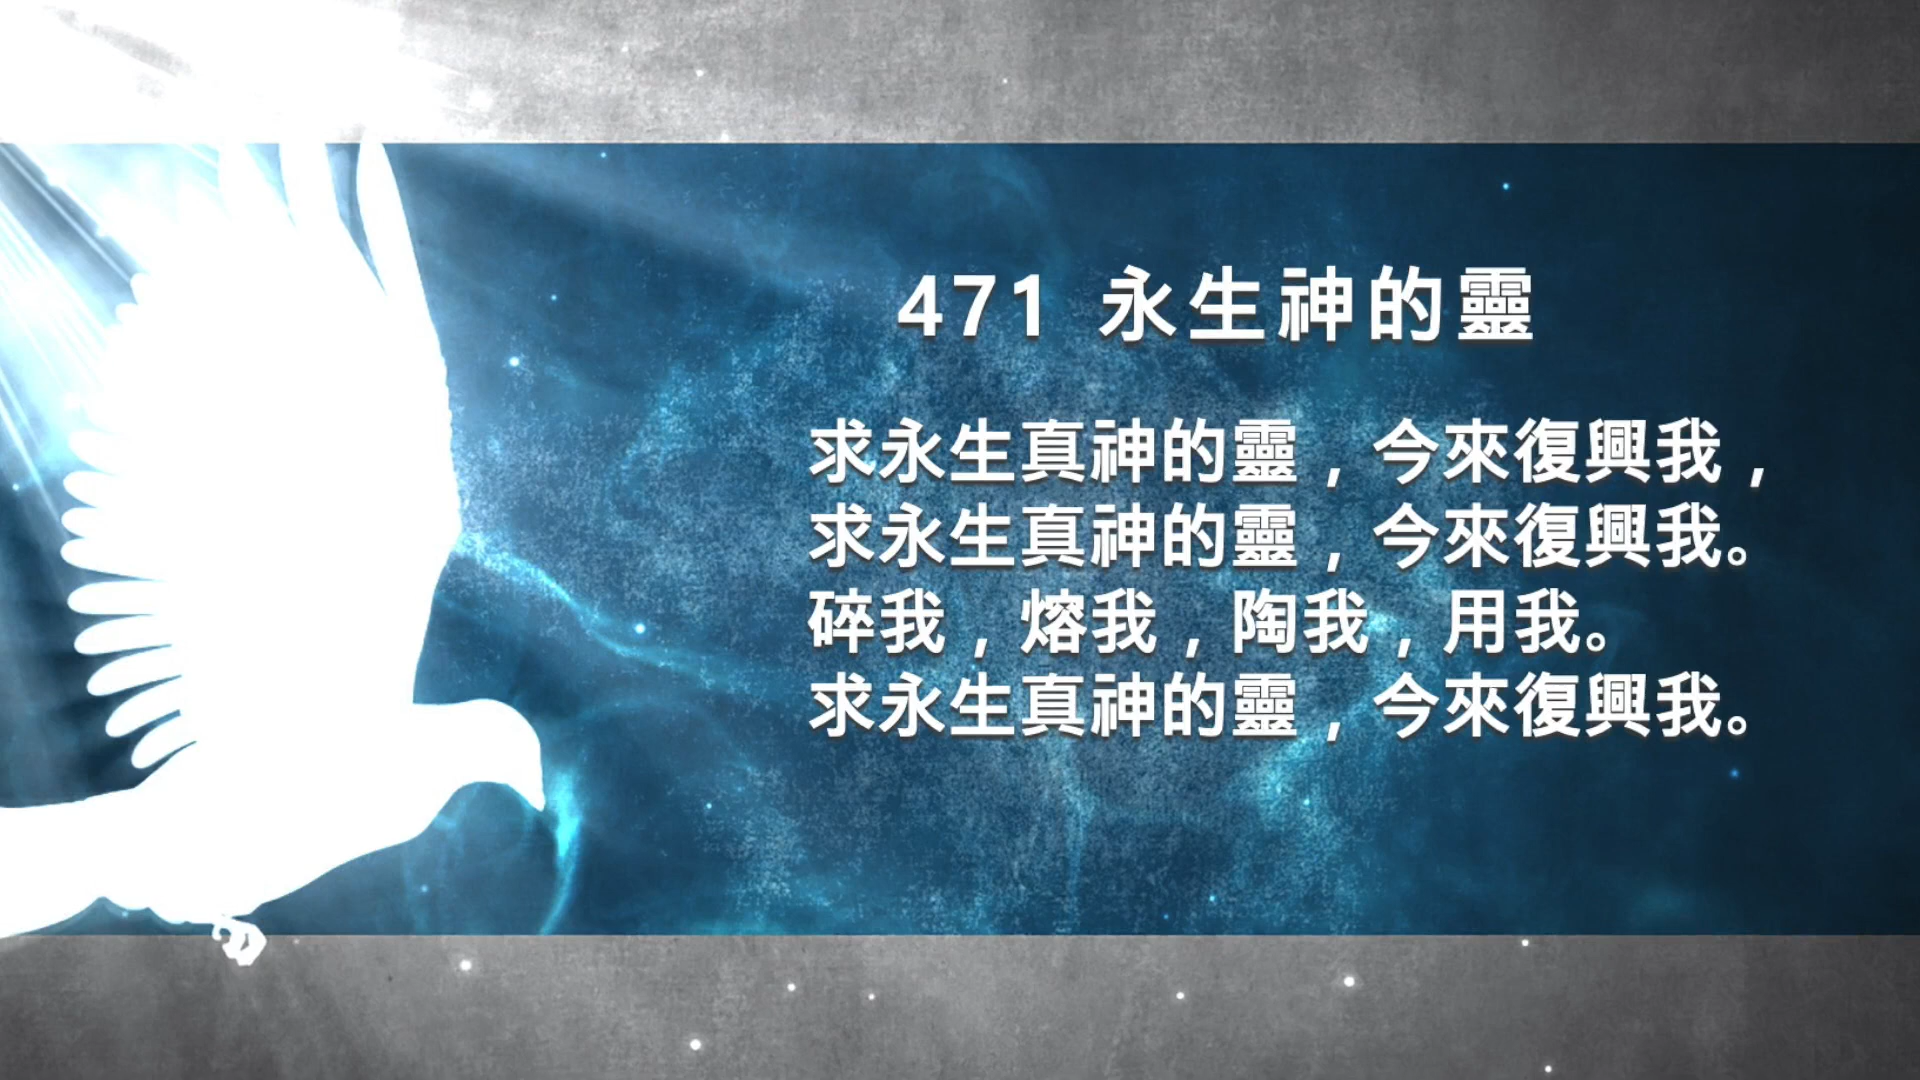 471 永生神的靈
求永生真神的靈，今來復興我，
求永生真神的靈，今來復興我。
碎我，熔我，陶我，用我。
求永生真神的靈，今來復興我。